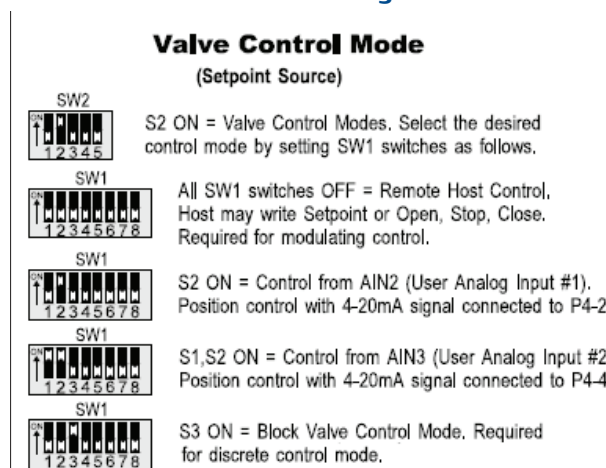 Valve Control Mode
(Setpoint Source)
SW2
ON
12345
S2 ON = Valve Control Modes. Select the desired
control mode by setting SW1 switches as follows.
SW1
ON
12345678
All SW1 switches OFF = Remote Host Control,
Host may write Setpoint or Open, Stop, Close.
Required for modulating control.
SW1
ON
12345678
S2 ON = Control from AIN2 (User Analog Input #1).
Position control with 4-20mA signal connected to P4-2
SW1
ON
12345678
S1,S2 ON = Control from AIN3 (User Analog Input #2
Position control with 4-20mA signal connected to P4-4
SW1
ON
12345678
S3 ON = Block Valve Control Mode. Required
for discrete control mode.